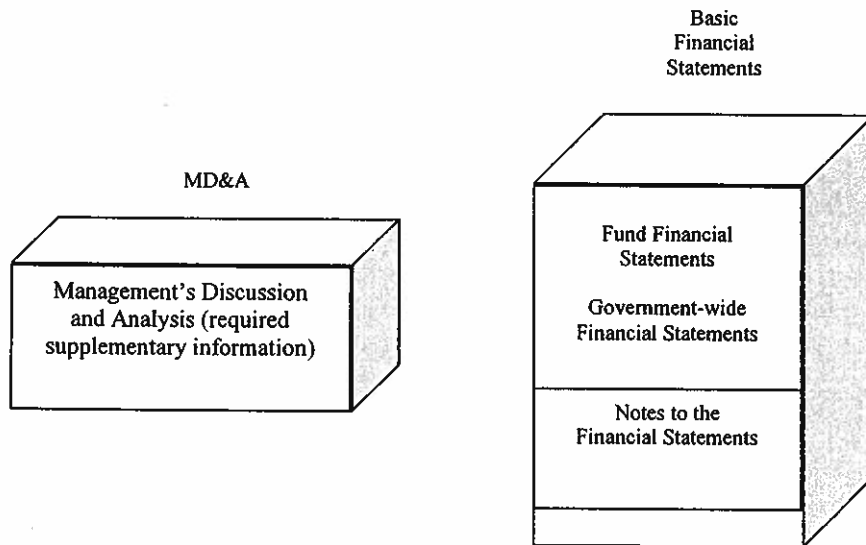 MD&A
Management's Discussion
and Analysis (required
supplementary information)
Basic
Financial
Statements
Fund Financial
Statements
Government-wide
Financial Statements
Notes to the
Financial Statements